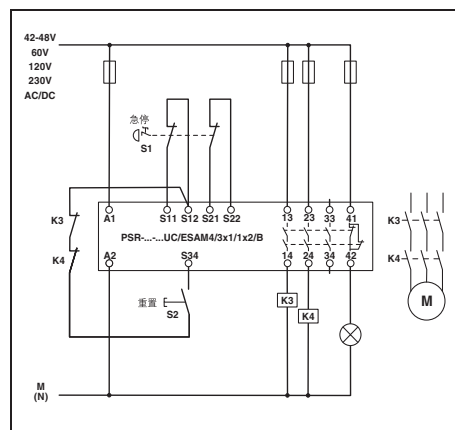 42-48V
60V
120V
230V
AC/DC
急停
S1
A1 S11 S12 S21 S22 13 23 33 41
K3
PSR-...-...UC/ESAM4/3x1/1x2/B
K4
A2 S34 14 24 34 42
重置
S2
K3
K4
K3
K4
M
M
(N)